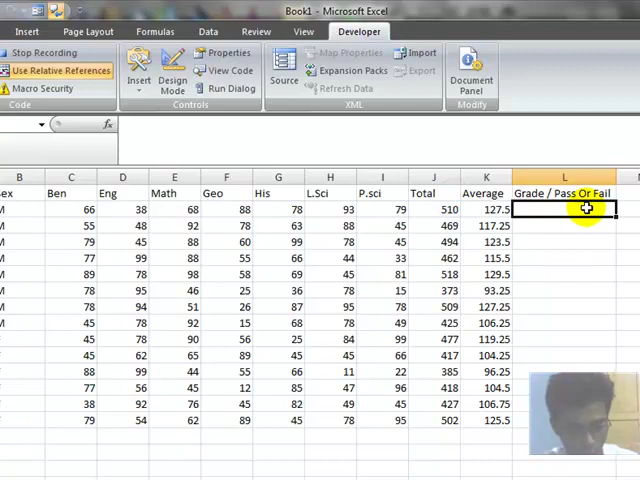 Book1 - Microsoft Excel
Insert Page Layout Formulas Data Review View Developer
Stop Recording
Use Relative References
Macro Security
Code
Insert
Design Mode
Properties
View Code
Run Dialog
Controls
Source
Map Properties
Expansion Packs
Refresh Data
Import
Export
XML
Document Panel
Modify
fx
B C D E F G H I J K L
Ben Eng Math Geo His L.Sci P.sci Total Average Grade / Pass Or Fail
M 66 38 68 88 78 93 79 510 127.5
M 55 48 92 78 63 88 45 469 117.25
M 79 45 88 60 99 78 45 494 123.5
M 77 99 88 55 66 44 33 462 115.5
M 89 78 98 58 69 45 81 518 129.5
M 78 95 46 25 36 78 15 373 93.25
M 78 94 51 26 87 95 78 509 127.25
M 45 78 92 15 68 78 49 425 106.25
45 78 90 56 25 84 99 477 119.25
45 62 65 89 45 45 66 417 104.25
88 99 44 55 66 11 22 385 96.25
77 56 45 12 85 47 96 418 104.5
38 92 76 45 82 49 45 427 106.75
79 54 62 89 45 78 95 502 125.5